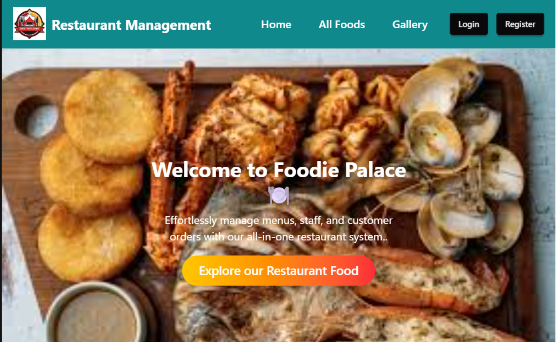 Restaurant Management
Home
All Foods
Gallery
Login
Register
Welcome to Foodie Palace
Effortlessly manage menus, staff, and customer
orders with our all-in-one restaurant system..
Explore our Restaurant Food